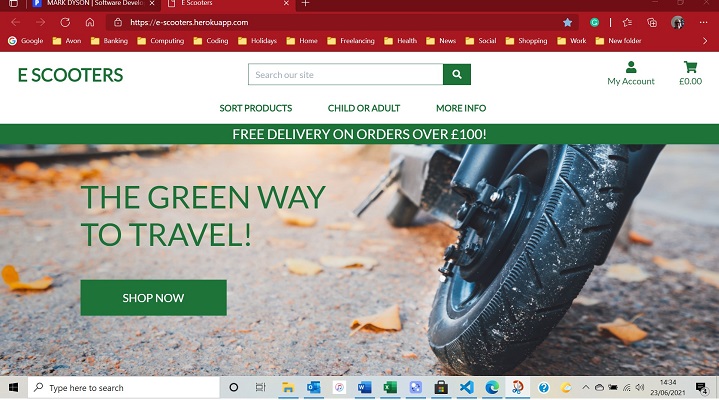 MARK DYSON | Software Develo
E Scooters
https://e-scooters.herokuapp.com
Google Avon Banking Computing Coding Holidays Home Freelancing Health News Social Shopping Work New folder
E SCOOTERS
Search our site
My Account
£0.00
SORT PRODUCTS CHILD OR ADULT MORE INFO
FREE DELIVERY ON ORDERS OVER £100!
THE GREEN WAY
TO TRAVEL!
SHOP NOW
Type here to search
14:34
23/06/2021
4